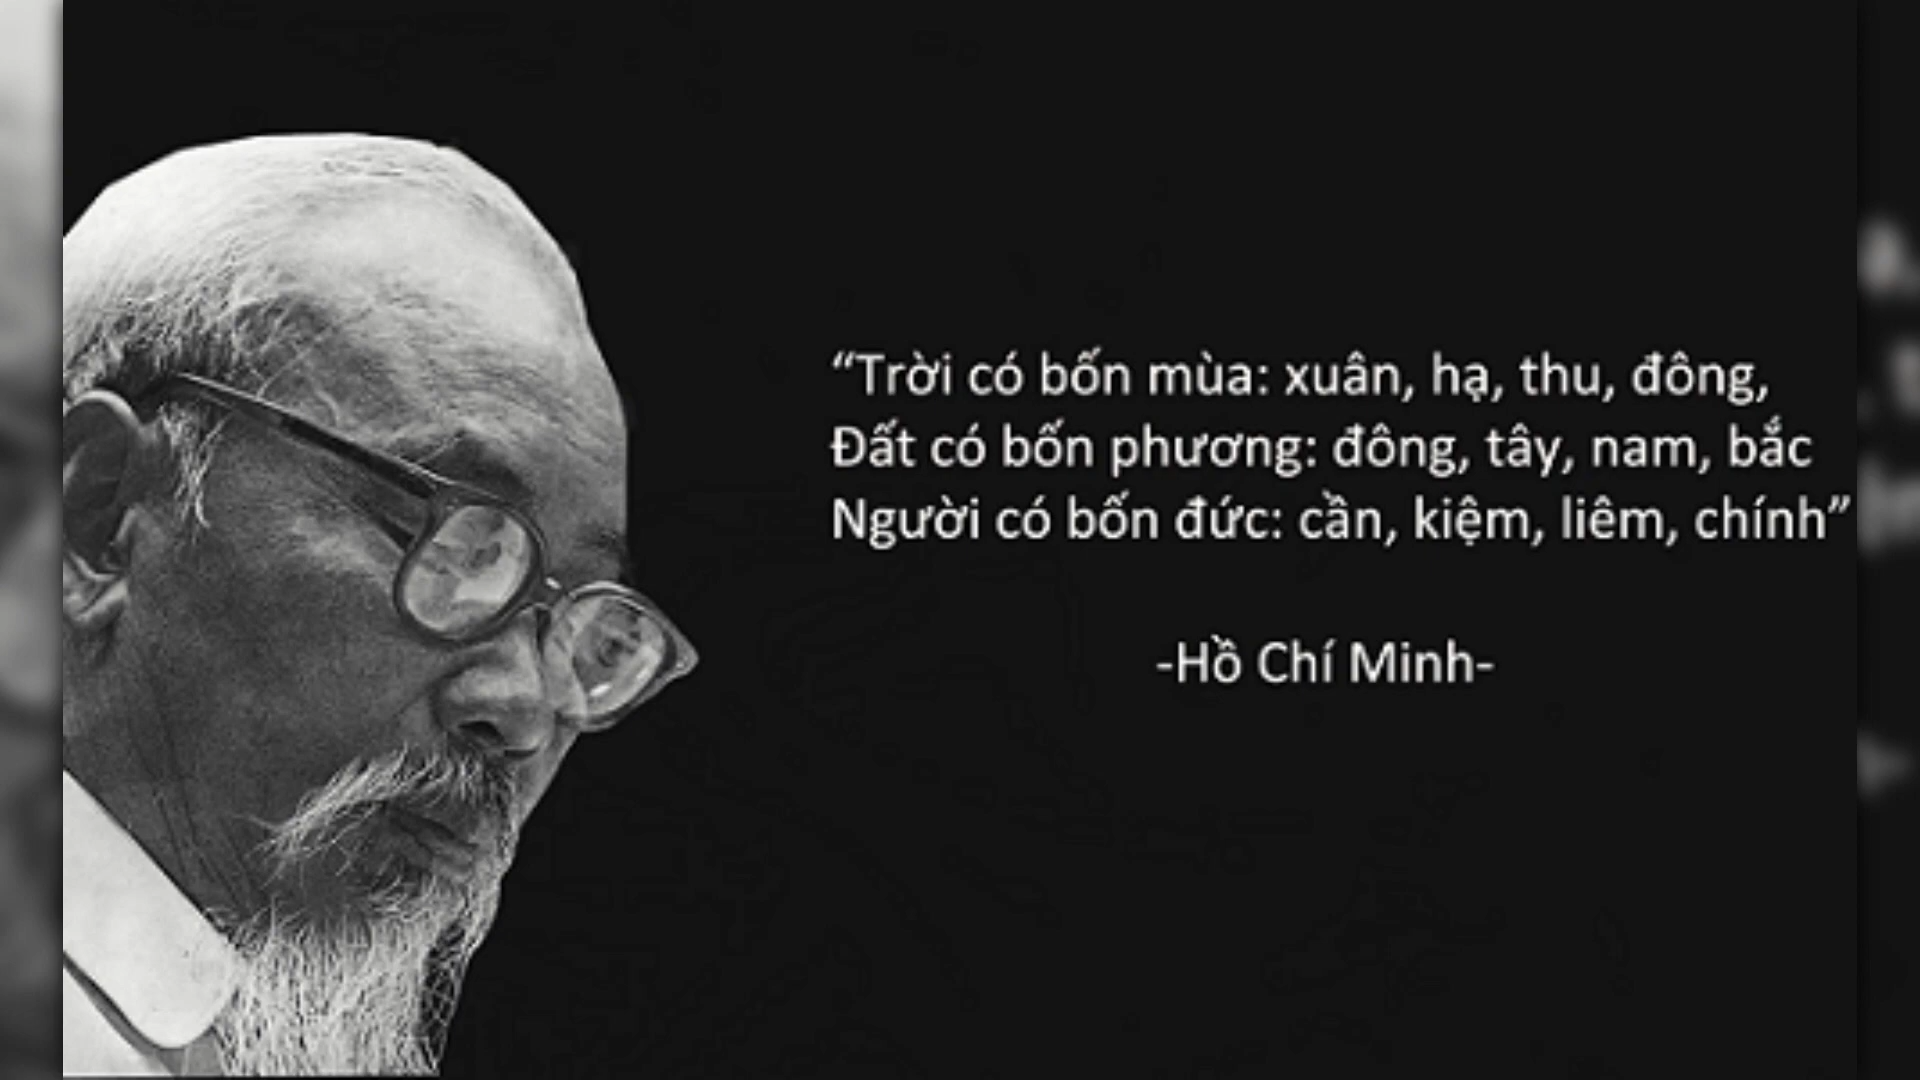 “Trời có bốn mùa: xuân, hạ, thu, đông,
Đất có bốn phương: đông, tây, nam, bắc
Người có bốn đức: cần, kiệm, liêm, chính”
-Hồ Chí Minh-